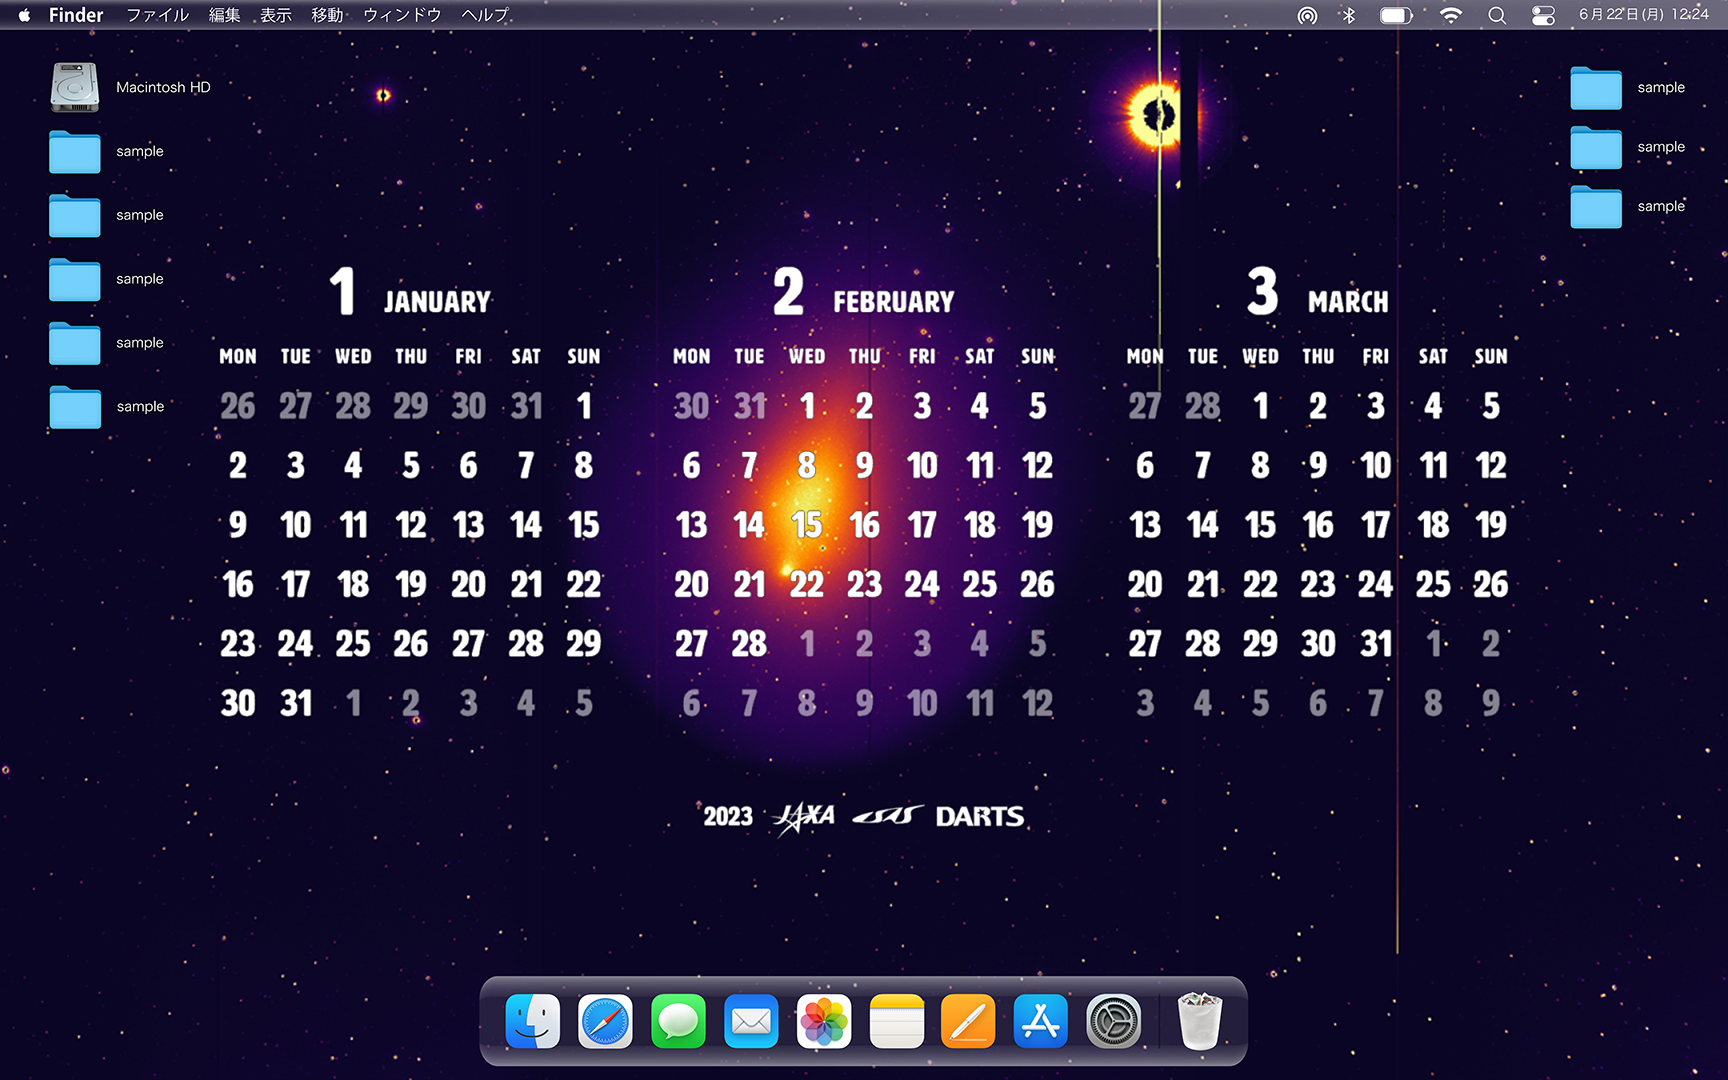 Finder ファイル 編集 表示 移動 ウィンドウ ヘルプ 6月22日(月) 12:24
Macintosh HD
sample
sample
sample
sample
sample
sample
sample
sample
1 JANUARY
MON TUE WED THU FRI SAT SUN
26 27 28 29 30 31 1
2 3 4 5 6 7 8
9 10 11 12 13 14 15
16 17 18 19 20 21 22
23 24 25 26 27 28 29
30 31 1 2 3 4 5
2 FEBRUARY
MON TUE WED THU FRI SAT SUN
30 31 1 2 3 4 5
6 7 8 9 10 11 12
13 14 15 16 17 18 19
20 21 22 23 24 25 26
27 28 1 2 3 4 5
6 7 8 9 10 11 12
3 MARCH
MON TUE WED THU FRI SAT SUN
27 28 1 2 3 4 5
6 7 8 9 10 11 12
13 14 15 16 17 18 19
20 21 22 23 24 25 26
27 28 29 30 31 1 2
3 4 5 6 7 8 9
2023 JAXA ISAS DARTS